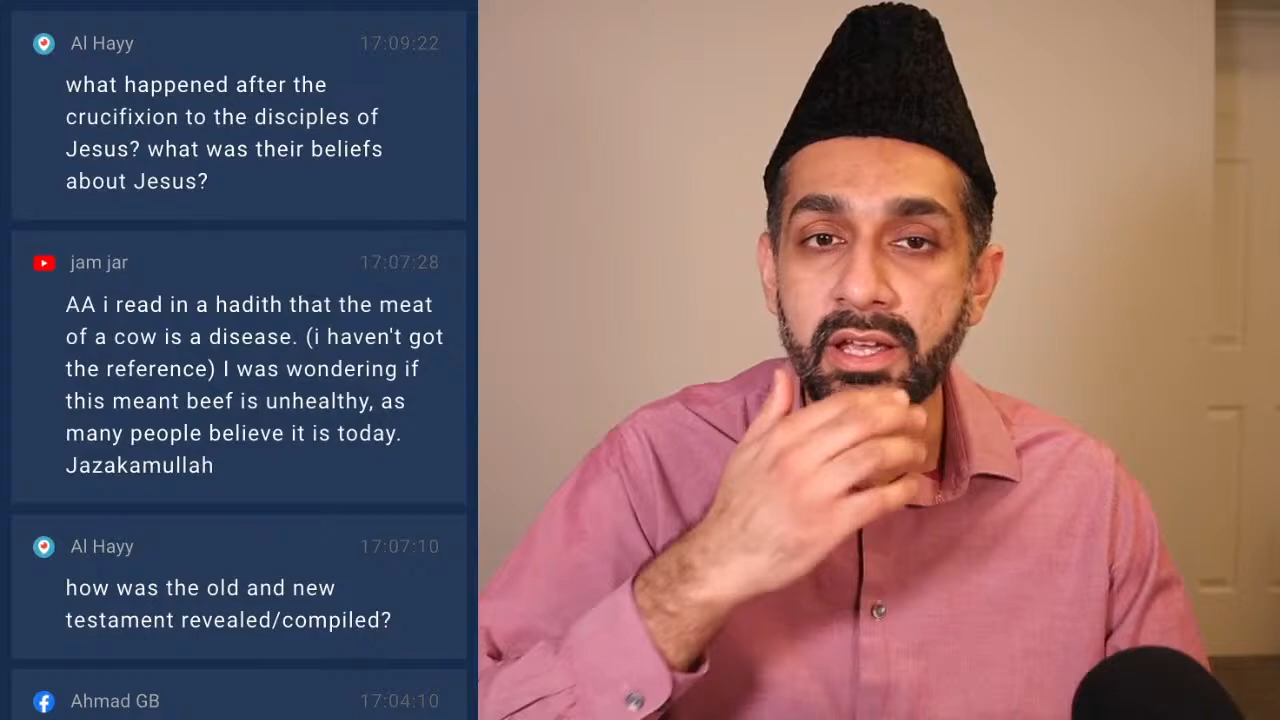 Al Hayy 17:09:22
what happened after the
crucifixion to the disciples of
Jesus? what was their beliefs
about Jesus?
jam jar 17:07:28
AA i read in a hadith that the meat
of a cow is a disease. (i haven't got
the reference) I was wondering if
this meant beef is unhealthy, as
many people believe it is today.
Jazakamullah
Al Hayy 17:07:10
how was the old and new
testament revealed/compiled?
Ahmad GB 17:04:10